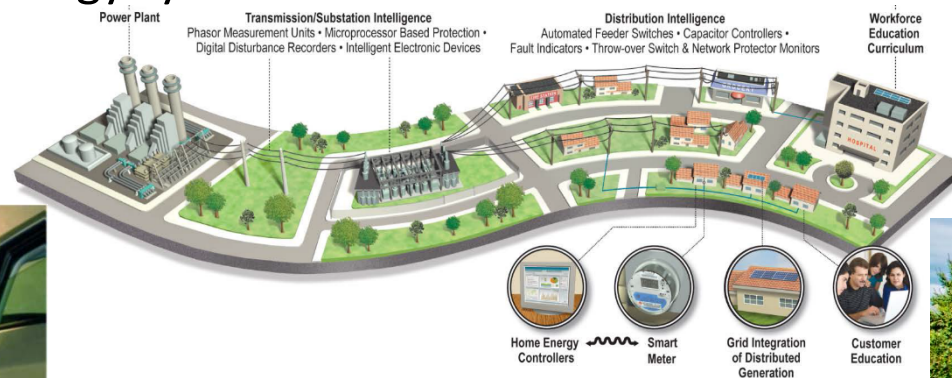 Power Plant
Transmission/Substation Intelligence
Phasor Measurement Units • Microprocessor Based Protection •
Digital Disturbance Recorders • Intelligent Electronic Devices
Distribution Intelligence
Automated Feeder Switches • Capacitor Controllers •
Fault Indicators • Throw-over Switch & Network Protector Monitors
Workforce
Education
Curriculum
HOSPITAL
Home Energy
Controllers
Smart
Meter
Grid Integration
of Distributed
Generation
Customer
Education